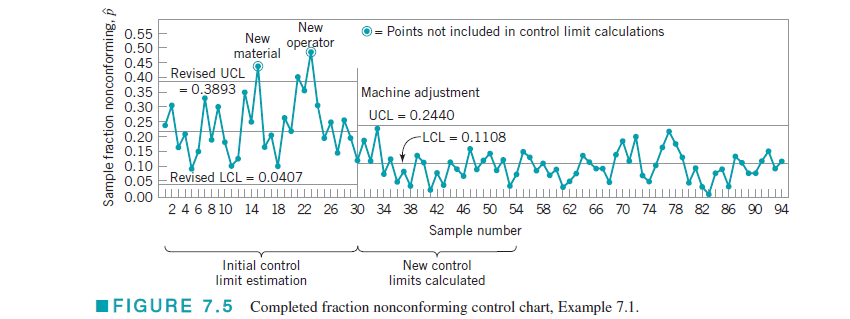 Sample fraction nonconforming, p̂
0.55
0.50
0.45
0.40
0.35
0.30
0.25
0.20
0.15
0.10
0.05
0.00
New
material
New
operator
= Points not included in control limit calculations
Revised UCL
= 0.3893
Machine adjustment
UCL = 0.2440
LCL = 0.1108
Revised LCL = 0.0407
2 4 6 8 10 14 18 22 26 30 34 38 42 46 50 54 58 62 66 70 74 78 82 86 90 94
Sample number
Initial control
limit estimation
New control
limits calculated
FIGURE 7.5 Completed fraction nonconforming control chart, Example 7.1.